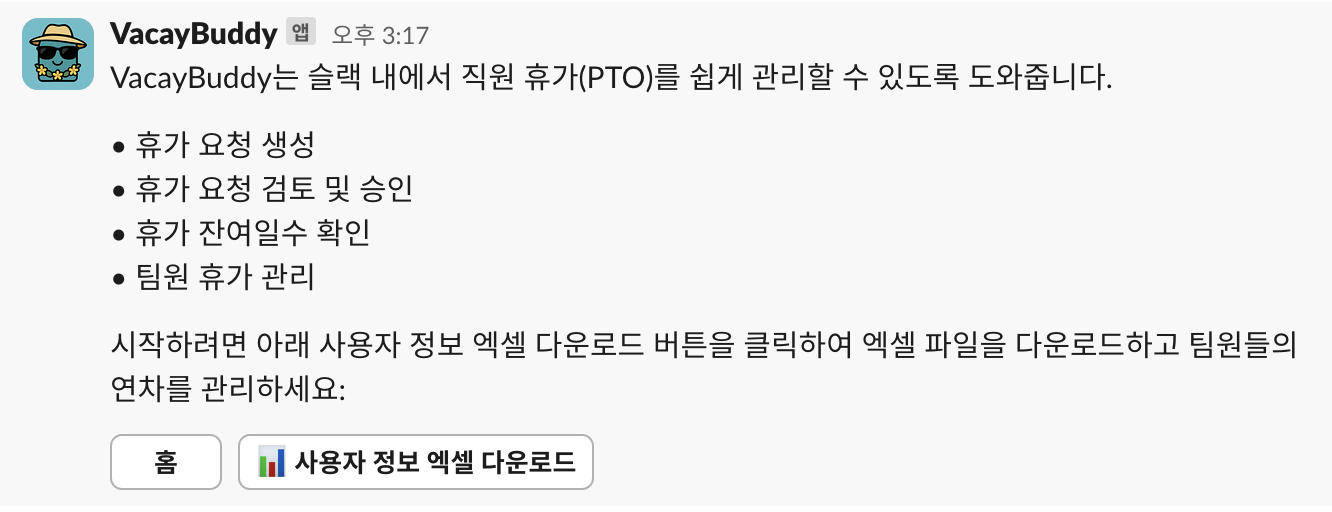 VacayBuddy 앱 오후 3:17
VacayBuddy는 슬랙 내에서 직원 휴가(PTO)를 쉽게 관리할 수 있도록 도와줍니다.
• 휴가 요청 생성
• 휴가 요청 검토 및 승인
• 휴가 잔여일수 확인
• 팀원 휴가 관리
시작하려면 아래 사용자 정보 엑셀 다운로드 버튼을 클릭하여 엑셀 파일을 다운로드하고 팀원들의
연차를 관리하세요:
홈 사용자 정보 엑셀 다운로드